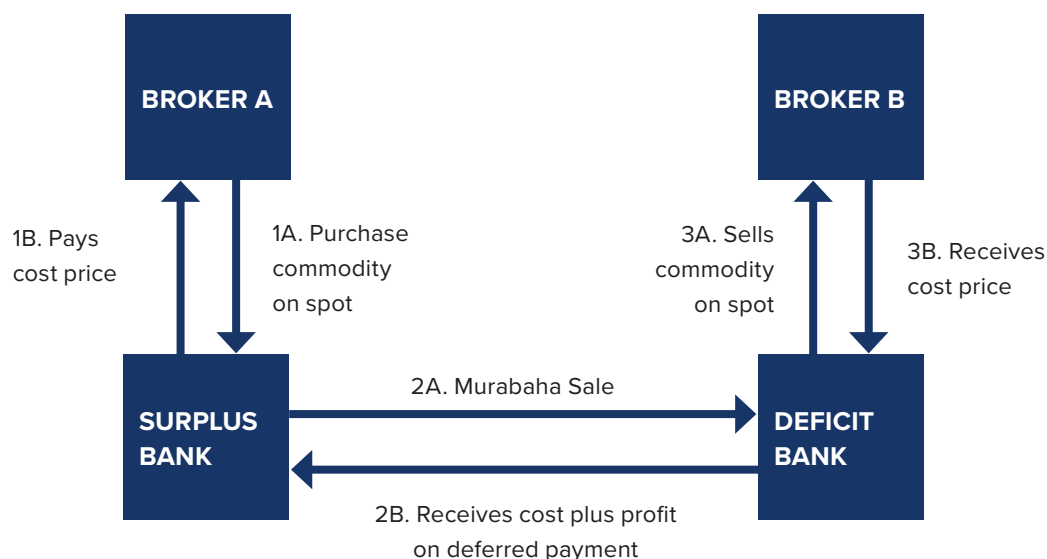 BROKER A
BROKER B
1B. Pays
cost price
1A. Purchase
commodity
on spot
3A. Sells
commodity
on spot
3B. Receives
cost price
2A. Murabaha Sale
SURPLUS
BANK
DEFICIT
BANK
2B. Receives cost plus profit
on deferred payment